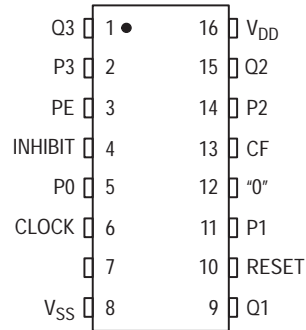 Q3 1 16 VDD
P3 2 15 Q2
PE 3 14 P2
INHIBIT 4 13 CF
P0 5 12 "0"
CLOCK 6 11 P1
7 10 RESET
VSS 8 9 Q1